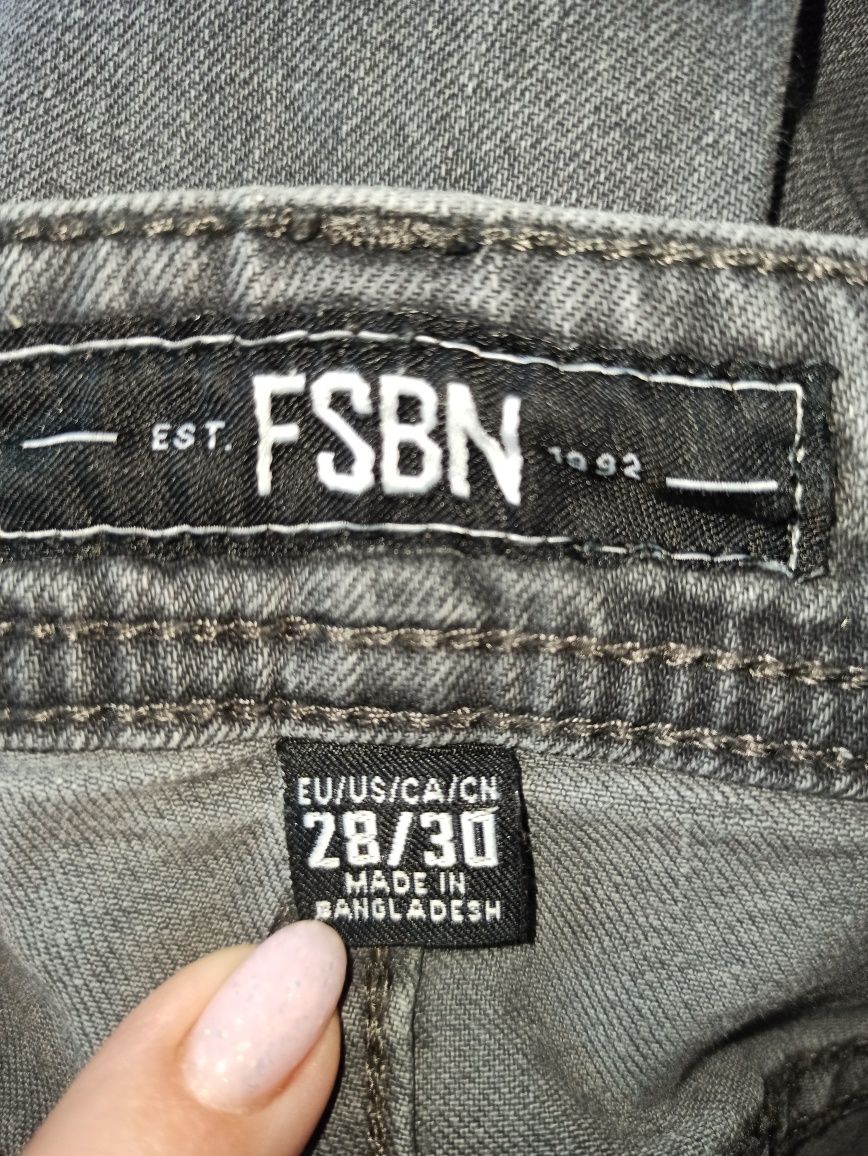 EST. FSBN 1992
EU/US/CA/CN
28/30
MADE IN
BANGLADESH